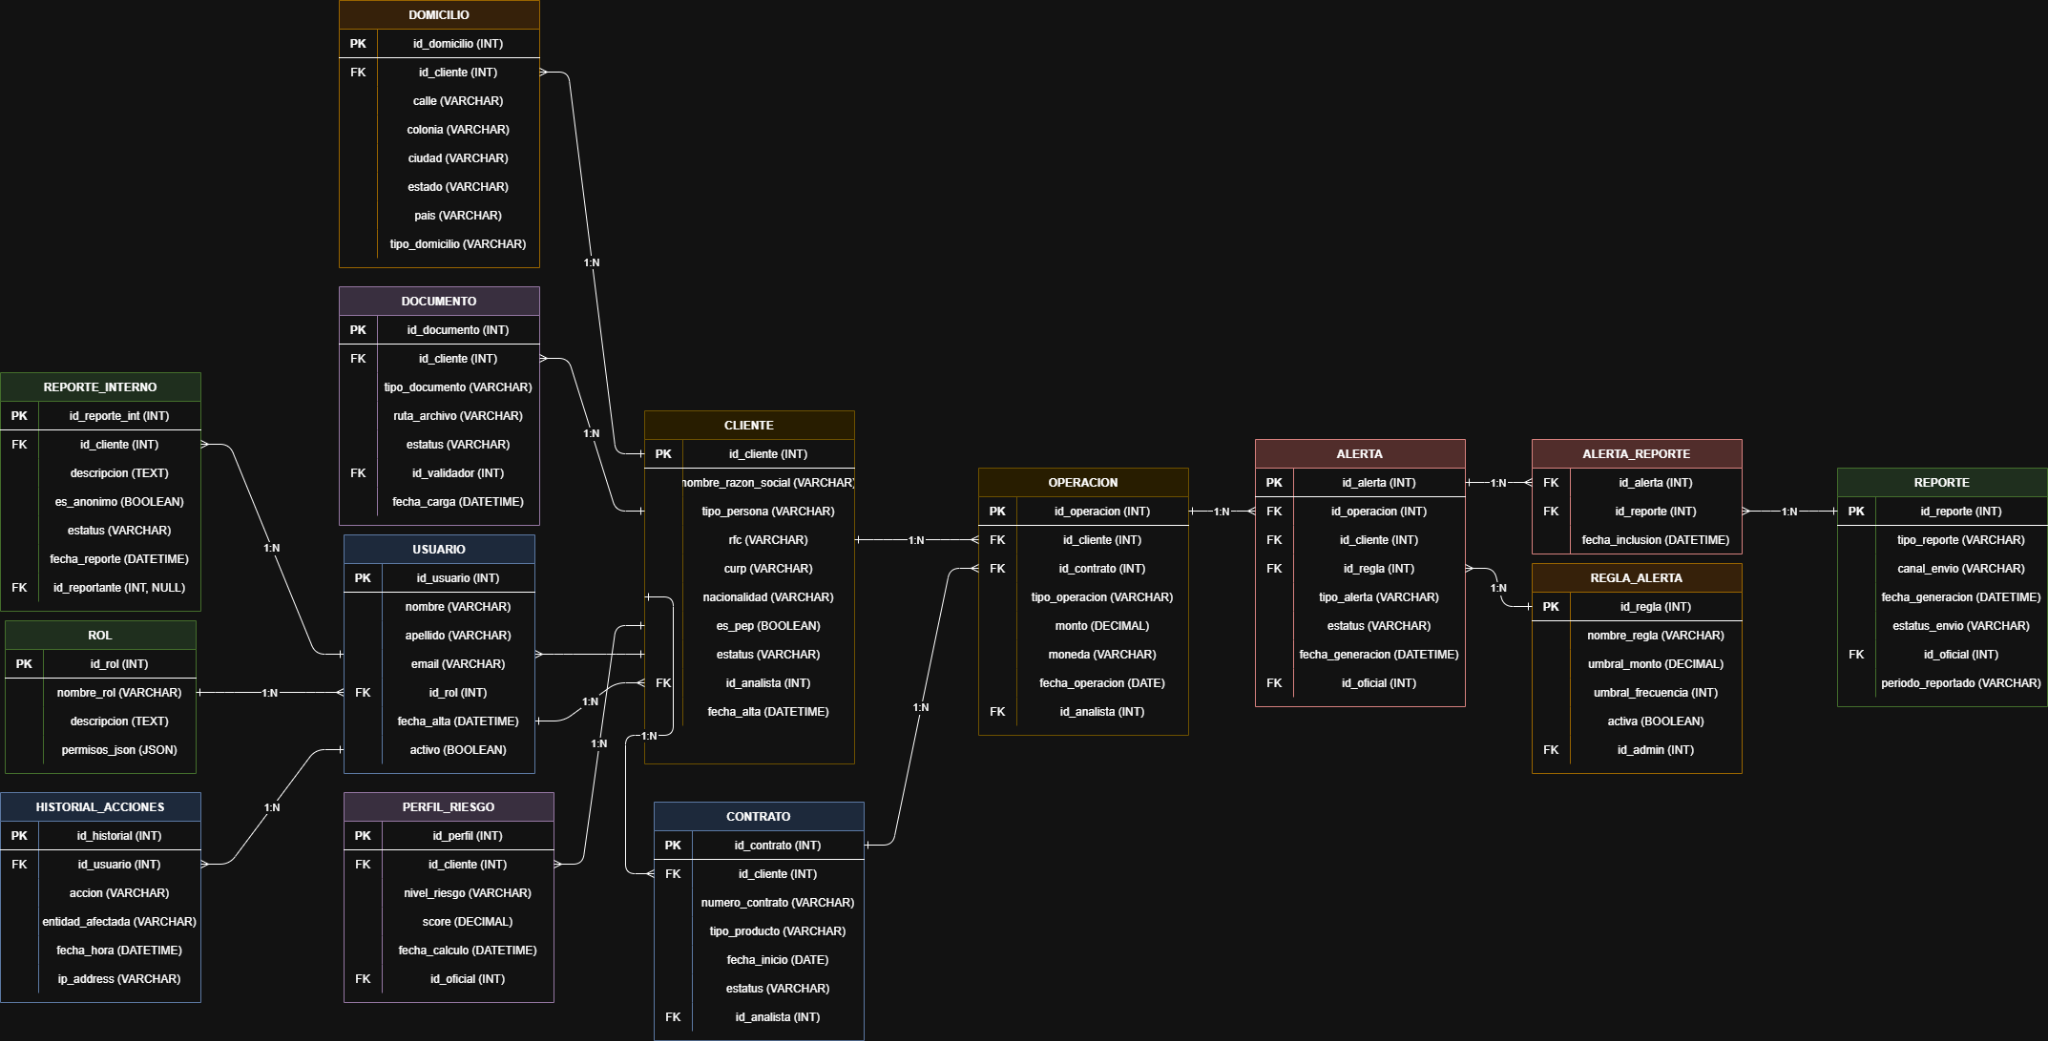 DOMICILIO
PK id_domicilio (INT)
FK id_cliente (INT)
calle (VARCHAR)
colonia (VARCHAR)
ciudad (VARCHAR)
estado (VARCHAR)
pais (VARCHAR)
tipo_domicilio (VARCHAR)
1:N
DOCUMENTO
PK id_documento (INT)
FK id_cliente (INT)
tipo_documento (VARCHAR)
ruta_archivo (VARCHAR)
estatus (VARCHAR)
FK id_validador (INT)
fecha_carga (DATETIME)
1:N
REPORTE_INTERNO
PK id_reporte_int (INT)
FK id_cliente (INT)
descripcion (TEXT)
es_anonimo (BOOLEAN)
estatus (VARCHAR)
fecha_reporte (DATETIME)
FK id_reportante (INT, NULL)
1:N
ROL
PK id_rol (INT)
nombre_rol (VARCHAR)
descripcion (TEXT)
permisos_json (JSON)
1:N
HISTORIAL_ACCIONES
PK id_historial (INT)
FK id_usuario (INT)
accion (VARCHAR)
entidad_afectada (VARCHAR)
fecha_hora (DATETIME)
ip_address (VARCHAR)
1:N
USUARIO
PK id_usuario (INT)
nombre (VARCHAR)
apellido (VARCHAR)
email (VARCHAR)
FK id_rol (INT)
fecha_alta (DATETIME)
activo (BOOLEAN)
1:N
PERFIL_RIESGO
PK id_perfil (INT)
FK id_cliente (INT)
nivel_riesgo (VARCHAR)
score (DECIMAL)
fecha_calculo (DATETIME)
FK id_oficial (INT)
1:N
CLIENTE
PK id_cliente (INT)
nombre_razon_social (VARCHAR)
tipo_persona (VARCHAR)
rfc (VARCHAR)
curp (VARCHAR)
nacionalidad (VARCHAR)
es_pep (BOOLEAN)
estatus (VARCHAR)
FK id_analista (INT)
fecha_alta (DATETIME)
1:N
CONTRATO
PK id_contrato (INT)
FK id_cliente (INT)
numero_contrato (VARCHAR)
tipo_producto (VARCHAR)
fecha_inicio (DATE)
estatus (VARCHAR)
FK id_analista (INT)
1:N
1:N
OPERACION
PK id_operacion (INT)
FK id_cliente (INT)
FK id_contrato (INT)
tipo_operacion (VARCHAR)
monto (DECIMAL)
moneda (VARCHAR)
fecha_operacion (DATE)
FK id_analista (INT)
1:N
ALERTA
PK id_alerta (INT)
FK id_operacion (INT)
FK id_cliente (INT)
FK id_regla (INT)
tipo_alerta (VARCHAR)
estatus (VARCHAR)
fecha_generacion (DATETIME)
FK id_oficial (INT)
1:N
1:N
ALERTA_REPORTE
FK id_alerta (INT)
FK id_reporte (INT)
fecha_inclusion (DATETIME)
REGLA_ALERTA
PK id_regla (INT)
nombre_regla (VARCHAR)
umbral_monto (DECIMAL)
umbral_frecuencia (INT)
activa (BOOLEAN)
FK id_admin (INT)
1:N
REPORTE
PK id_reporte (INT)
tipo_reporte (VARCHAR)
canal_envio (VARCHAR)
fecha_generacion (DATETIME)
estatus_envio (VARCHAR)
FK id_oficial (INT)
periodo_reportado (VARCHAR)